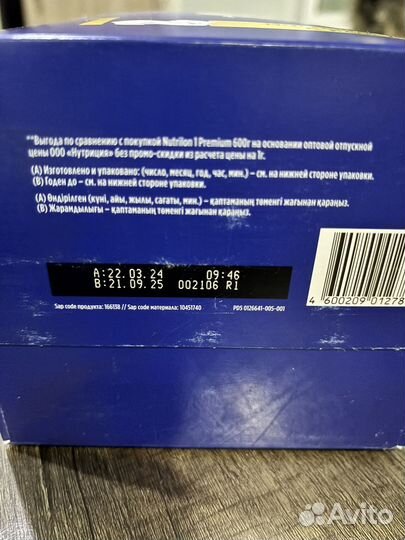 **Выгода по сравнению с покупкой Nutrilon 1 Premium 600г на основании оптовой отпускной
цены ООО «Нутриция» без промо-скидки из расчета цены на 1г.
(А) Изготовлено и упаковано: (число, месяц, год, час, мин.) – см. на нижней стороне упаковки.
(В) Годен до – см. на нижней стороне упаковки.
(А) Өндірілген (күні, айы, жылы, сағаты, мин.) – қаптаманың төменгі жағынан қараңыз.
(В) Жарамдылығы – қаптаманың төменгі жағынан қараңыз.
A:22.03.24 09:46
B:21.09.25 002106 R1
Sap code продукта: 166138 // Sap code материала: 10451740
PDS 0126641-005-001
4 600209 01278
Avito